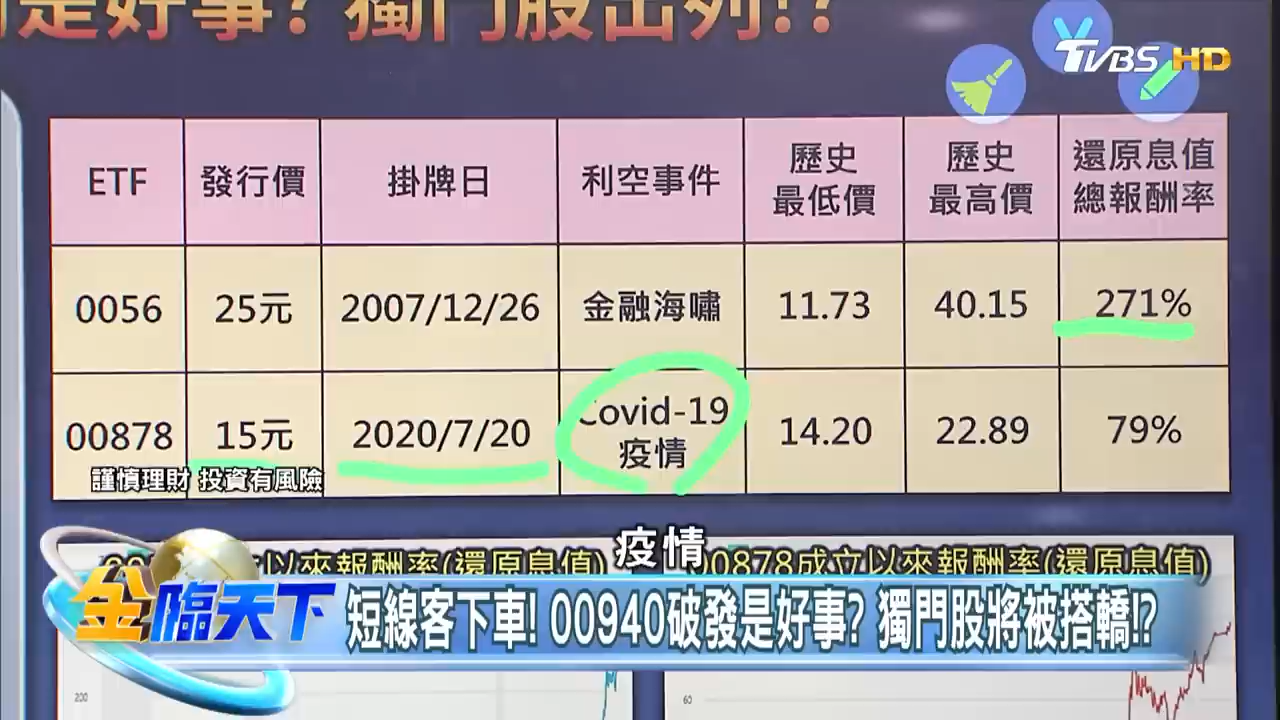 是好事? 獨門股出列!?
TVBS HD
ETF 發行價 掛牌日 利空事件 歷史最低價 歷史最高價 還原息值總報酬率
0056 25元 2007/12/26 金融海嘯 11.73 40.15 271%
00878 15元 2020/7/20 Covid-19疫情 14.20 22.89 79%
謹慎理財 投資有風險
疫情
以來報酬率(還原息值)
00878成立以來報酬率(還原息值)
金臨天下
短線客下車! 00940破發是好事? 獨門股將被搭轎!?
200
60